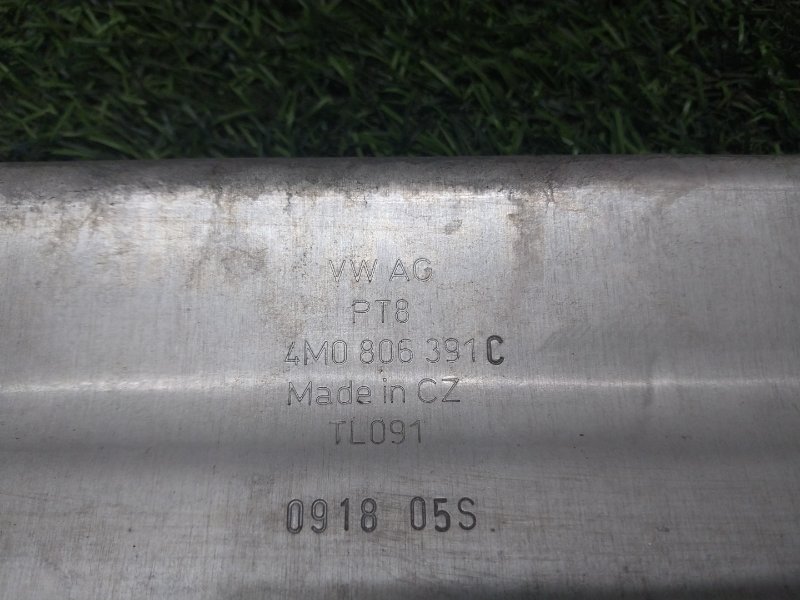 VW AG
PT8
4M0 806 391 C
Made in CZ
TL091
0918 05S